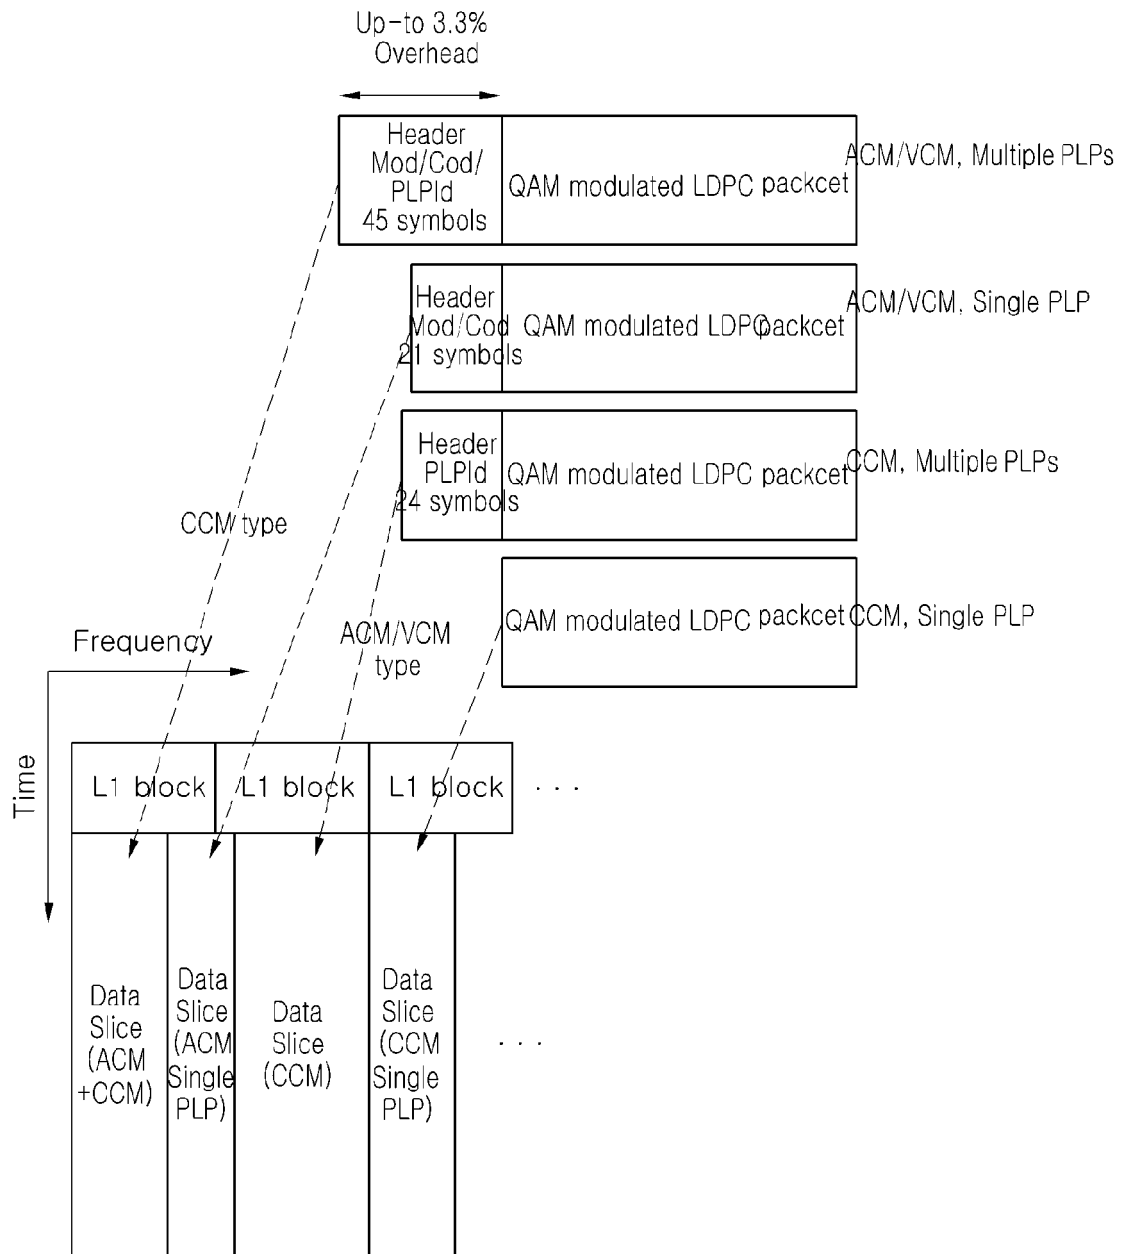 Up-to 3.3%
Overhead
Header
Mod/Cod/
PLPId
45 symbols
QAM modulated LDPC packcet
ACM/VCM, Multiple PLPs
Header
Mod/Cod
21 symbols
QAM modulated LDPC packcet
ACM/VCM, Single PLP
Header
PLPId
24 symbols
QAM modulated LDPC packcet
CCM, Multiple PLPs
CCM type
QAM modulated LDPC packcet
CCM, Single PLP
ACM/VCM
type
Frequency
Time
L1 block
L1 block
L1 block
. . .
Data
Slice
(ACM
+CCM)
Data
Slice
(ACM
Single
PLP)
Data
Slice
(CCM)
Data
Slice
(CCM
Single
PLP)
. . .